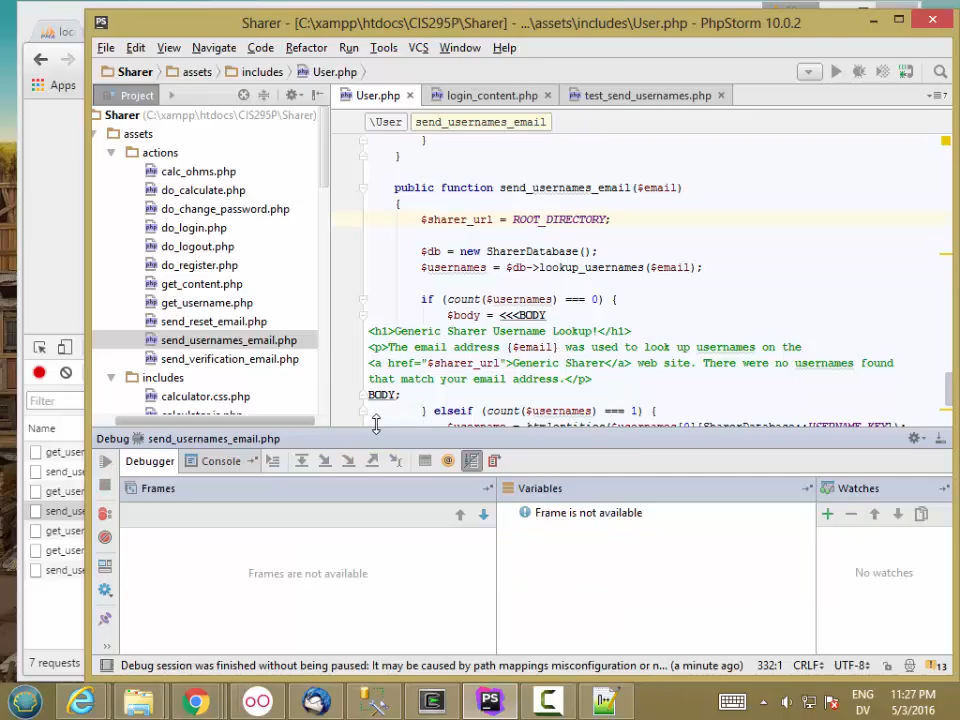 Sharer - [C:\xampp\htdocs\CIS295P\Sharer] - ...\assets\includes\User.php - PhpStorm 10.0.2
File Edit View Navigate Code Refactor Run Tools VCS Window Help
Sharer assets includes User.php
Apps
Project
User.php login_content.php test_send_usernames.php
Sharer (C:\xampp\htdocs\CIS295P\Sharer)
assets
actions
calc_ohms.php
do_calculate.php
do_change_password.php
do_login.php
do_logout.php
do_register.php
get_content.php
get_username.php
send_reset_email.php
send_usernames_email.php
send_verification_email.php
includes
calculator.css.php
\User send_usernames_email
}
}
public function send_usernames_email($email)
{
$sharer_url = ROOT_DIRECTORY;
$db = new SharerDatabase();
$usernames = $db->lookup_usernames($email);
if (count($usernames) === 0) {
$body = <<<BODY
<h1>Generic Sharer Username Lookup!</h1>
<p>The email address {$email} was used to look up usernames on the
<a href="$sharer_url">Generic Sharer</a> web site. There were no usernames found
that match your email address.</p>
BODY;
} elseif (count($usernames) === 1) {
Filter
Name
get_user
send_use
get_user
send_use
get_user
get_user
send_use
7 requests
Debug send_usernames_email.php
Debugger Console
Frames
Frames are not available
Variables
Frame is not available
Watches
No watches
Debug session was finished without being paused: It may be caused by path mappings misconfiguration or n... (a minute ago) 332:1 CRLF UTF-8 13
PS
ENG
DV
11:27 PM
5/3/2016